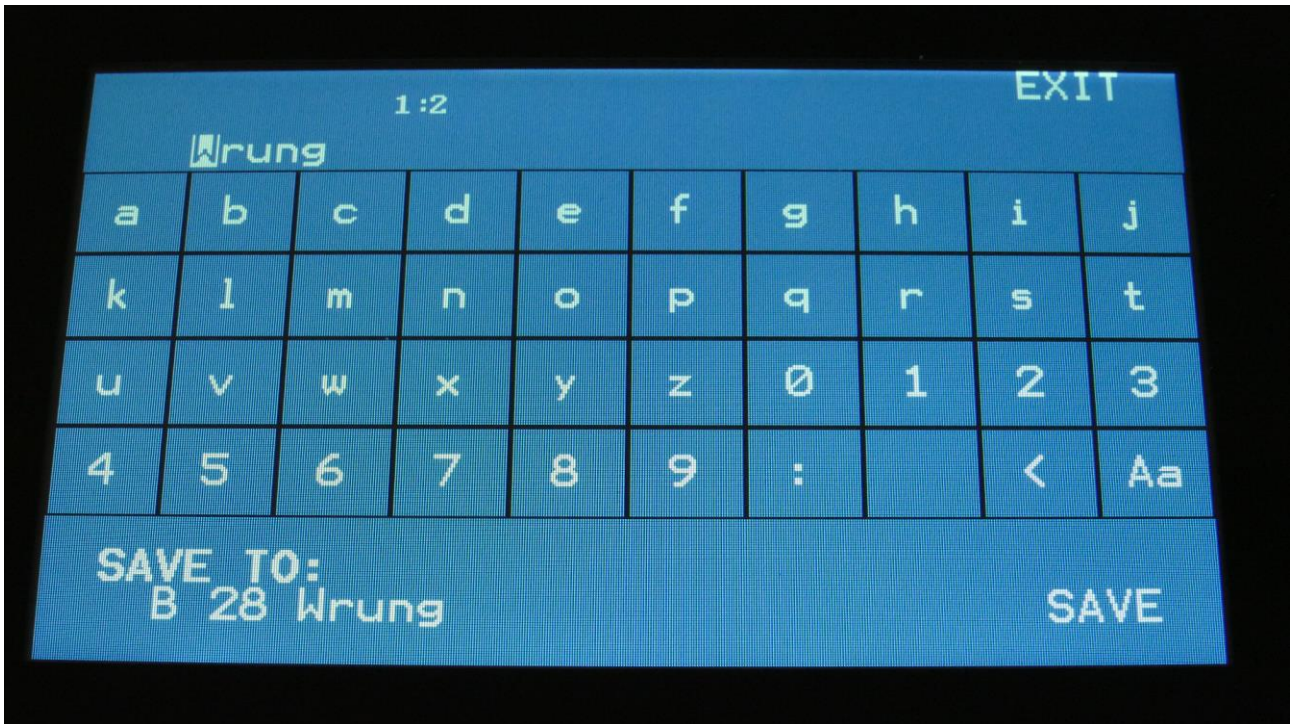 EXIT
1:2
Wrung
a b c d e f g h i j
k l m n o p q r s t
u v w x y z 0 1 2 3
4 5 6 7 8 9 : < Aa
SAVE TO:
B 28 Wrung SAVE